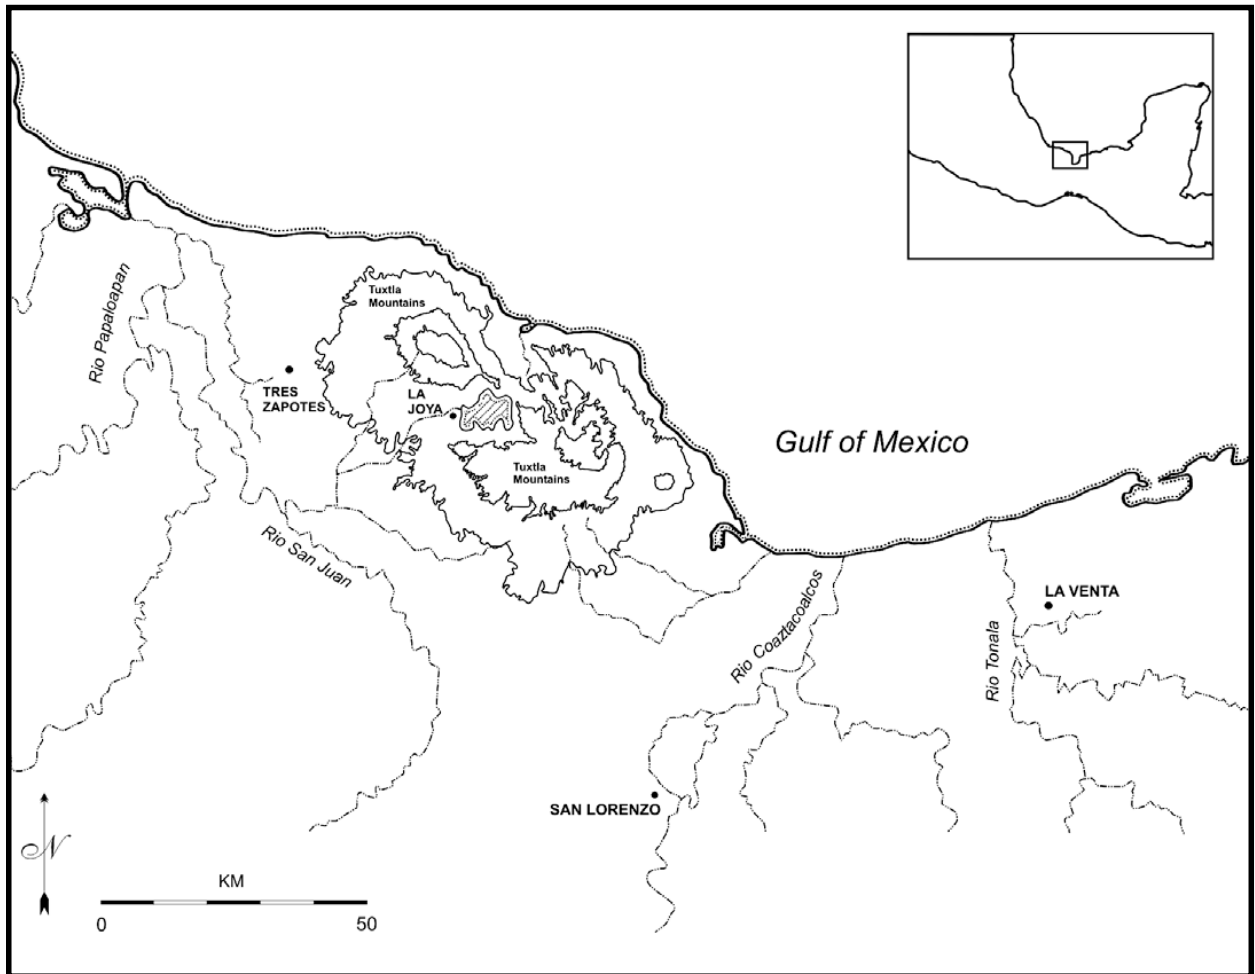 Tuxtla
Mountains
Rio Papaloapan
TRES
ZAPOTES
LA
JOYA
Gulf of Mexico
Tuxtla
Mountains
Rio San Juan
Rio Coaztacoalcos
LA VENTA
Rio Tonala
SAN LORENZO
N
KM
0 50